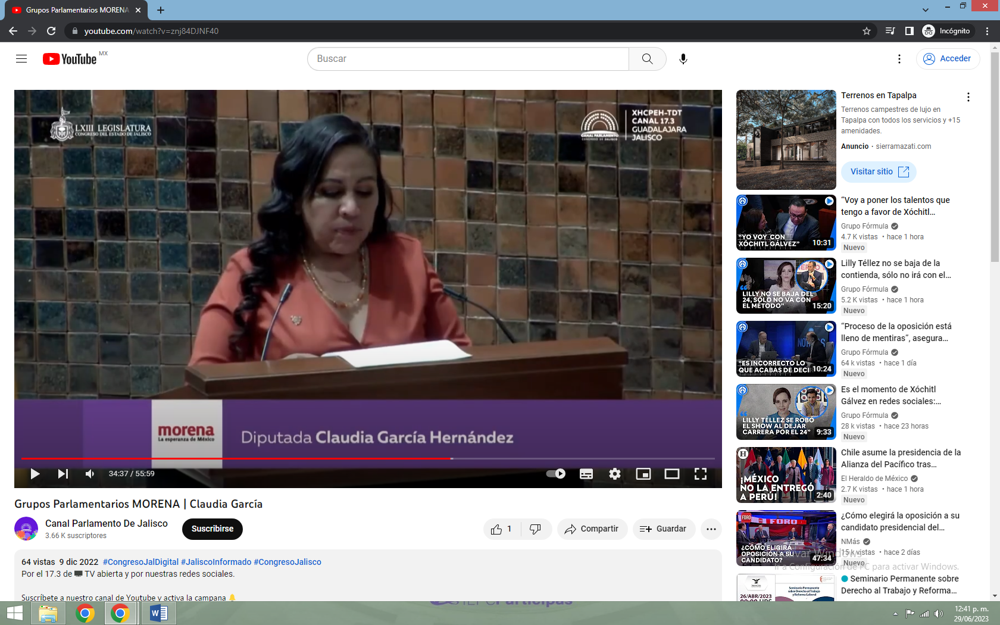 Grupos Parlamentarios MORENA
youtube.com/watch?v=znj84DJNF40
Incógnito
YouTube MX
Buscar
Acceder
LXIII LEGISLATURA
CONGRESO DEL ESTADO DE JALISCO
CANAL PARLAMENTO
CONGRESO DE JALISCO
XHCPEH-TDT
CANAL 17.3
GUADALAJARA
JALISCO
morena
La esperanza de México
Diputada Claudia García Hernández
34:37 / 55:59
Grupos Parlamentarios MORENA | Claudia García
Canal Parlamento De Jalisco
3.66 K suscriptores
Suscribirse
1
Compartir
Guardar
64 vistas 9 dic 2022 #CongresoJalDigital #JaliscoInformado #CongresoJalisco
Por el 17.3 de 🖥️ TV abierta y por nuestras redes sociales.
Suscríbete a nuestro canal de Youtube y activa la campana 🔔
Terrenos en Tapalpa
Terrenos campestres de lujo en
Tapalpa con todos los servicios y +15
amenidades.
Anuncio · sierramazati.com
Visitar sitio
"YO VOY CON
XÓCHITL GÁLVEZ"
10:31
“Voy a poner los talentos que
tengo a favor de Xóchitl...
Grupo Fórmula
4.7 K vistas • hace 1 hora
Nuevo
LILLY NO SE BAJA DEL
24, SÓLO NO VA CON
EL MÉTODO"
15:20
Lilly Téllez no se baja de la
contienda, sólo no irá con el...
Grupo Fórmula
5.2 K vistas • hace 1 hora
Nuevo
"ES INCORRECTO LO
QUE ACABAS DE DECI
10:24
“Proceso de la oposición está
lleno de mentiras”, asegura...
Grupo Fórmula
64 k vistas • hace 1 día
Nuevo
LILLY TÉLLEZ SE ROBÓ
EL SHOW AL DEJAR
CARRERA POR EL 24"
9:33
Es el momento de Xóchitl
Gálvez en redes sociales:...
Grupo Fórmula
28 k vistas • hace 23 horas
Nuevo
H
¡MÉXICO
NO LA ENTREGÓ
A PERÚ!
2:40
Chile asume la presidencia de la
Alianza del Pacífico tras...
El Heraldo de México
2.7 K vistas • hace 1 hora
Nuevo
FORO
FORO
¿CÓMO ELIGIRÁ
OPOSICIÓN A SU
CANDIDATO?
47:34
¿Cómo elegirá la oposición a su
candidato presidencial del...
NMás
15 k vistas • hace 2 días
Nuevo
Windows
Ir a Configuración de PC para activar Windows.
26/ABR/2023
Seminario Permanente
sobre Derecho al Trabajo
y Reforma Laboral
Seminario Permanente sobre
Derecho al Trabajo y Reforma...
Participas
12:41 p. m.
29/06/2023